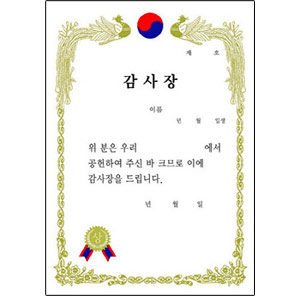 제 호
감사장
이름
년 월 일생
위 분은 우리 에서
공헌하여 주신 바 크므로 이에
감사장을 드립니다.
년 월 일